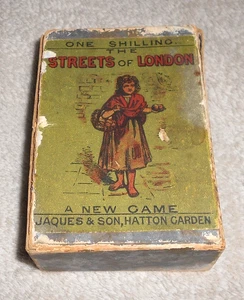 ONE SHILLING.
THE
STREETS OF LONDON
A NEW GAME
JAQUES & SON, HATTON GARDEN